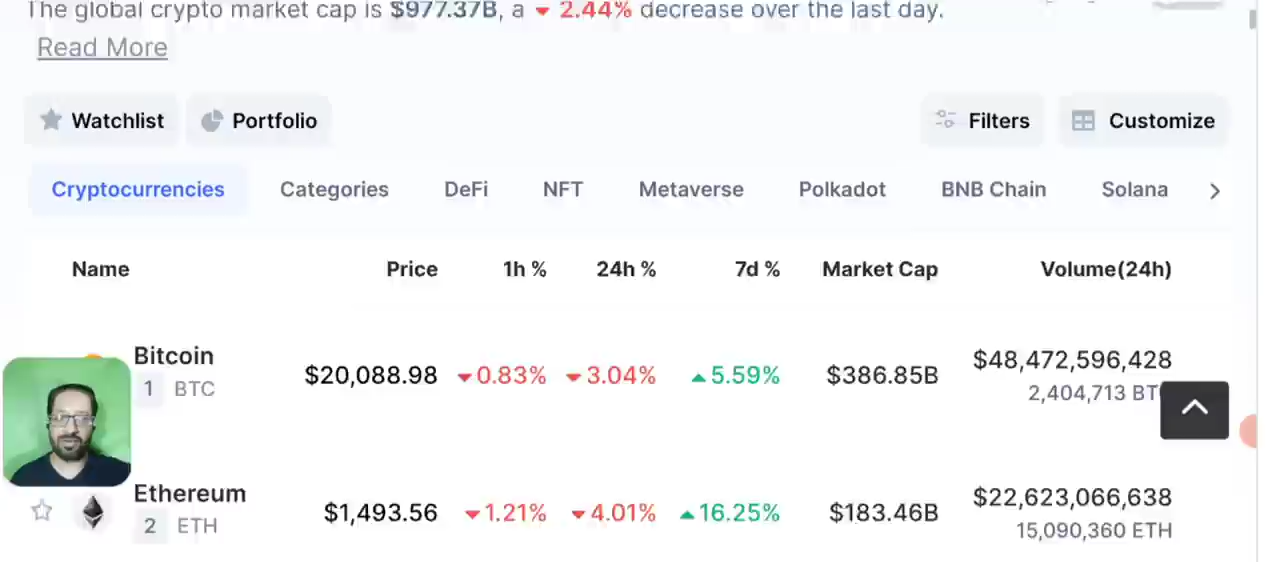 The global crypto market cap is $977.37B, a 2.44% decrease over the last day.
Read More
Watchlist Portfolio Filters Customize
Cryptocurrencies Categories DeFi NFT Metaverse Polkadot BNB Chain Solana
Name Price 1h % 24h % 7d % Market Cap Volume(24h)
Bitcoin
1 BTC $20,088.98 0.83% 3.04% 5.59% $386.85B $48,472,596,428
2,404,713
Ethereum
2 ETH $1,493.56 1.21% 4.01% 16.25% $183.46B $22,623,066,638
15,090,360 ETH